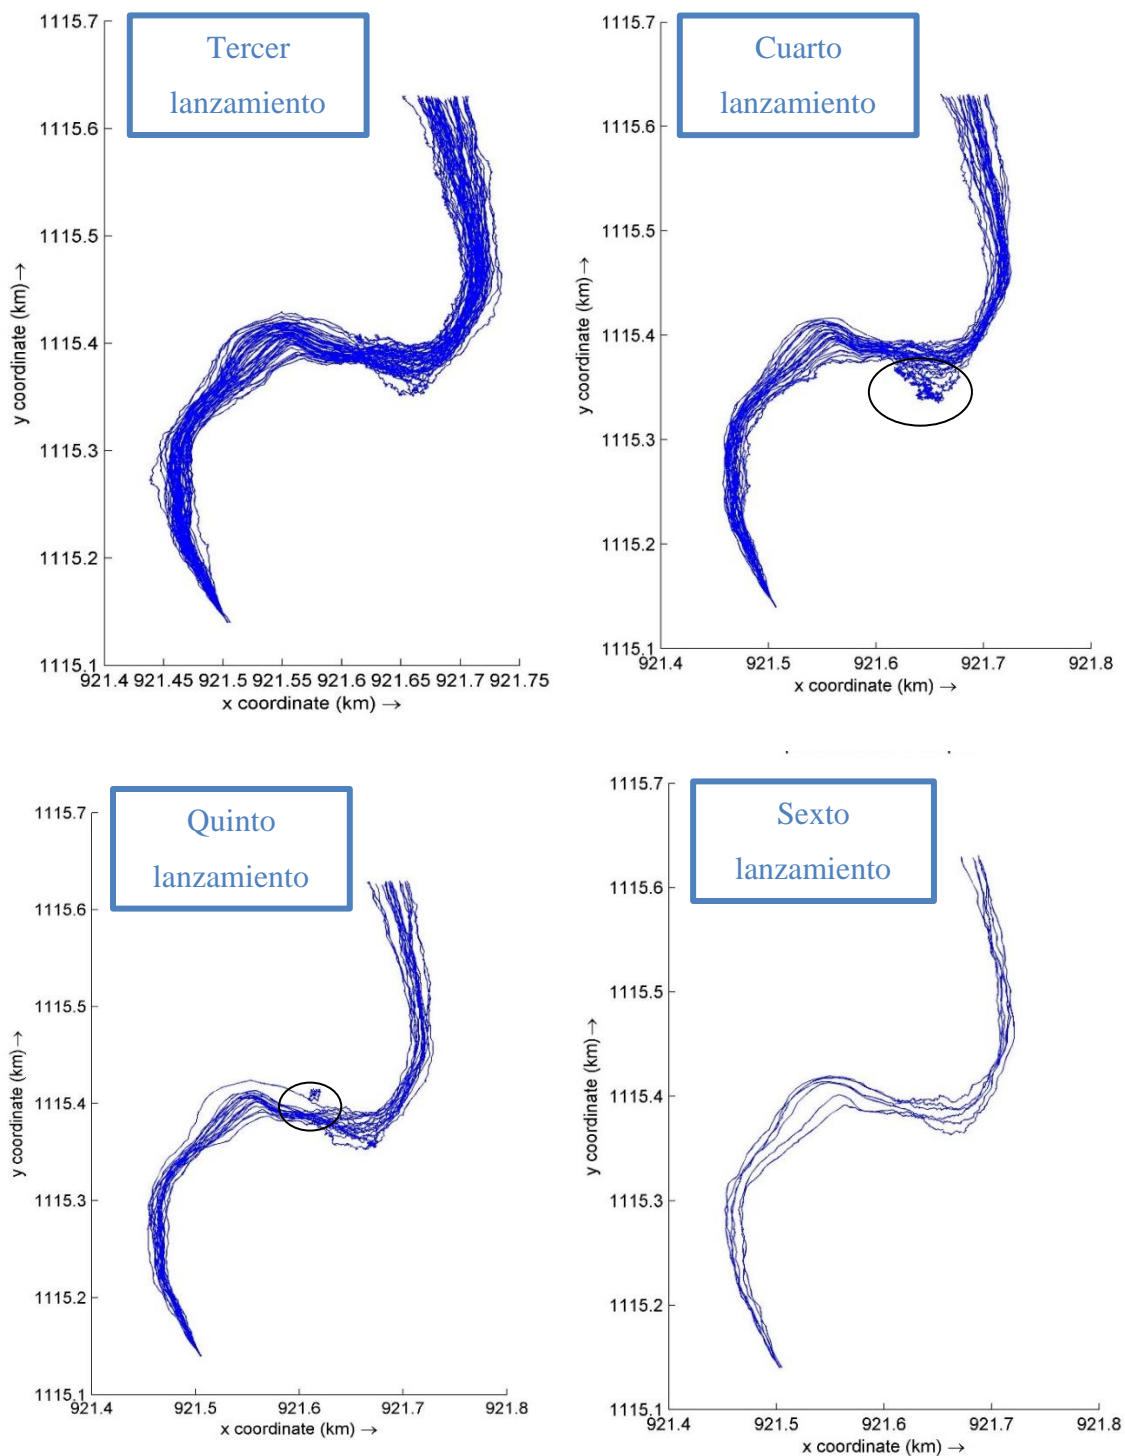 Tercer
lanzamiento
1115.7
1115.6
1115.5
1115.4
1115.3
1115.2
1115.1
y coordinate (km) →
921.4 921.45 921.5 921.55 921.6 921.65 921.7 921.75
x coordinate (km) →
Cuarto
lanzamiento
1115.7
1115.6
1115.5
1115.4
1115.3
1115.2
1115.1
y coordinate (km) →
921.4 921.5 921.6 921.7 921.8
x coordinate (km) →
Quinto
lanzamiento
1115.7
1115.6
1115.5
1115.4
1115.3
1115.2
1115.1
y coordinate (km) →
921.4 921.5 921.6 921.7 921.8
x coordinate (km) →
Sexto
lanzamiento
1115.7
1115.6
1115.5
1115.4
1115.3
1115.2
1115.1
y coordinate (km) →
921.4 921.5 921.6 921.7 921.8
x coordinate (km) →